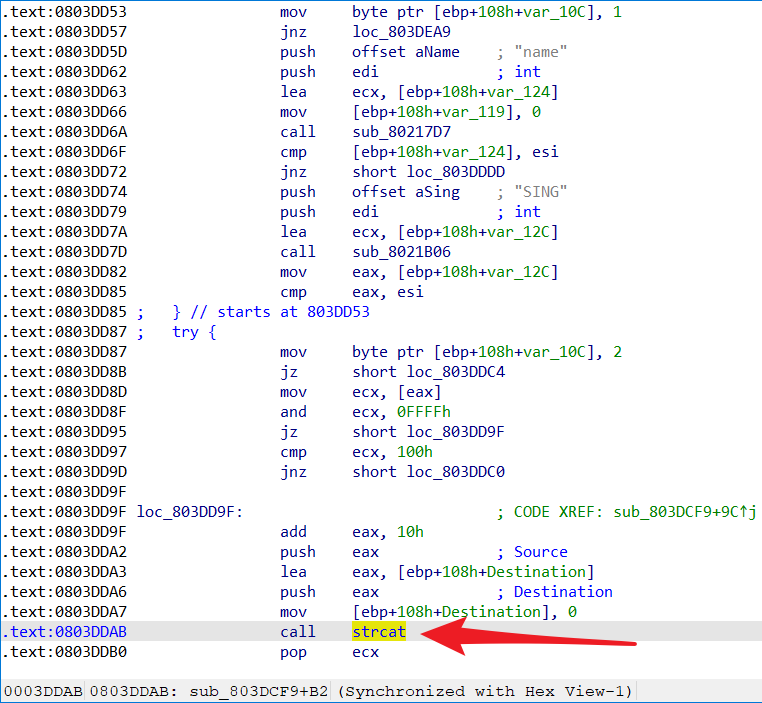 .text:0803DD53 mov byte ptr [ebp+108h+var_10C], 1
.text:0803DD57 jnz loc_803DEA9
.text:0803DD5D push offset aName ; "name"
.text:0803DD62 push edi ; int
.text:0803DD63 lea ecx, [ebp+108h+var_124]
.text:0803DD66 mov [ebp+108h+var_119], 0
.text:0803DD6A call sub_80217D7
.text:0803DD6F cmp [ebp+108h+var_124], esi
.text:0803DD72 jnz short loc_803DDDD
.text:0803DD74 push offset aSing ; "SING"
.text:0803DD79 push edi ; int
.text:0803DD7A lea ecx, [ebp+108h+var_12C]
.text:0803DD7D call sub_8021B06
.text:0803DD82 mov eax, [ebp+108h+var_12C]
.text:0803DD85 cmp eax, esi
.text:0803DD85 ; } // starts at 803DD53
.text:0803DD87 ; try {
.text:0803DD87 mov byte ptr [ebp+108h+var_10C], 2
.text:0803DD8B jz short loc_803DDC4
.text:0803DD8D mov ecx, [eax]
.text:0803DD8F and ecx, 0FFFFh
.text:0803DD95 jz short loc_803DD9F
.text:0803DD97 cmp ecx, 100h
.text:0803DD9D jnz short loc_803DDC0
.text:0803DD9F
.text:0803DD9F loc_803DD9F: ; CODE XREF: sub_803DCF9+9C↑j
.text:0803DD9F add eax, 10h
.text:0803DDA2 push eax ; Source
.text:0803DDA3 lea eax, [ebp+108h+Destination]
.text:0803DDA6 push eax ; Destination
.text:0803DDA7 mov [ebp+108h+Destination], 0
.text:0803DDAB call strcat
.text:0803DDB0 pop ecx
0003DDAB 0803DDAB: sub_803DCF9+B2 (Synchronized with Hex View-1)